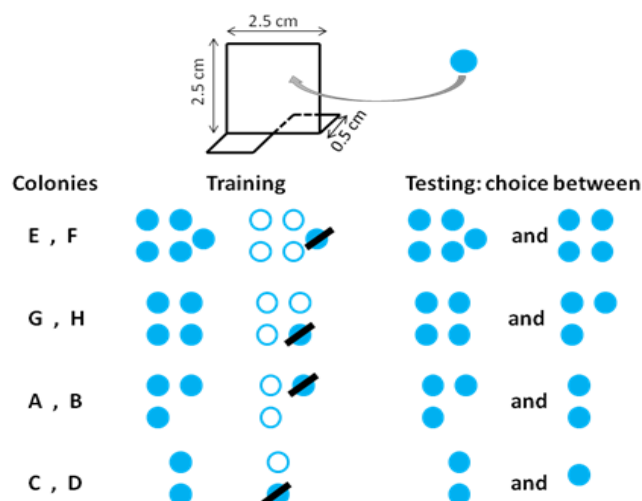 2.5 cm
2.5 cm
0.5 cm
Colonies Training Testing: choice between
E , F and
G , H and
A , B and
C , D and